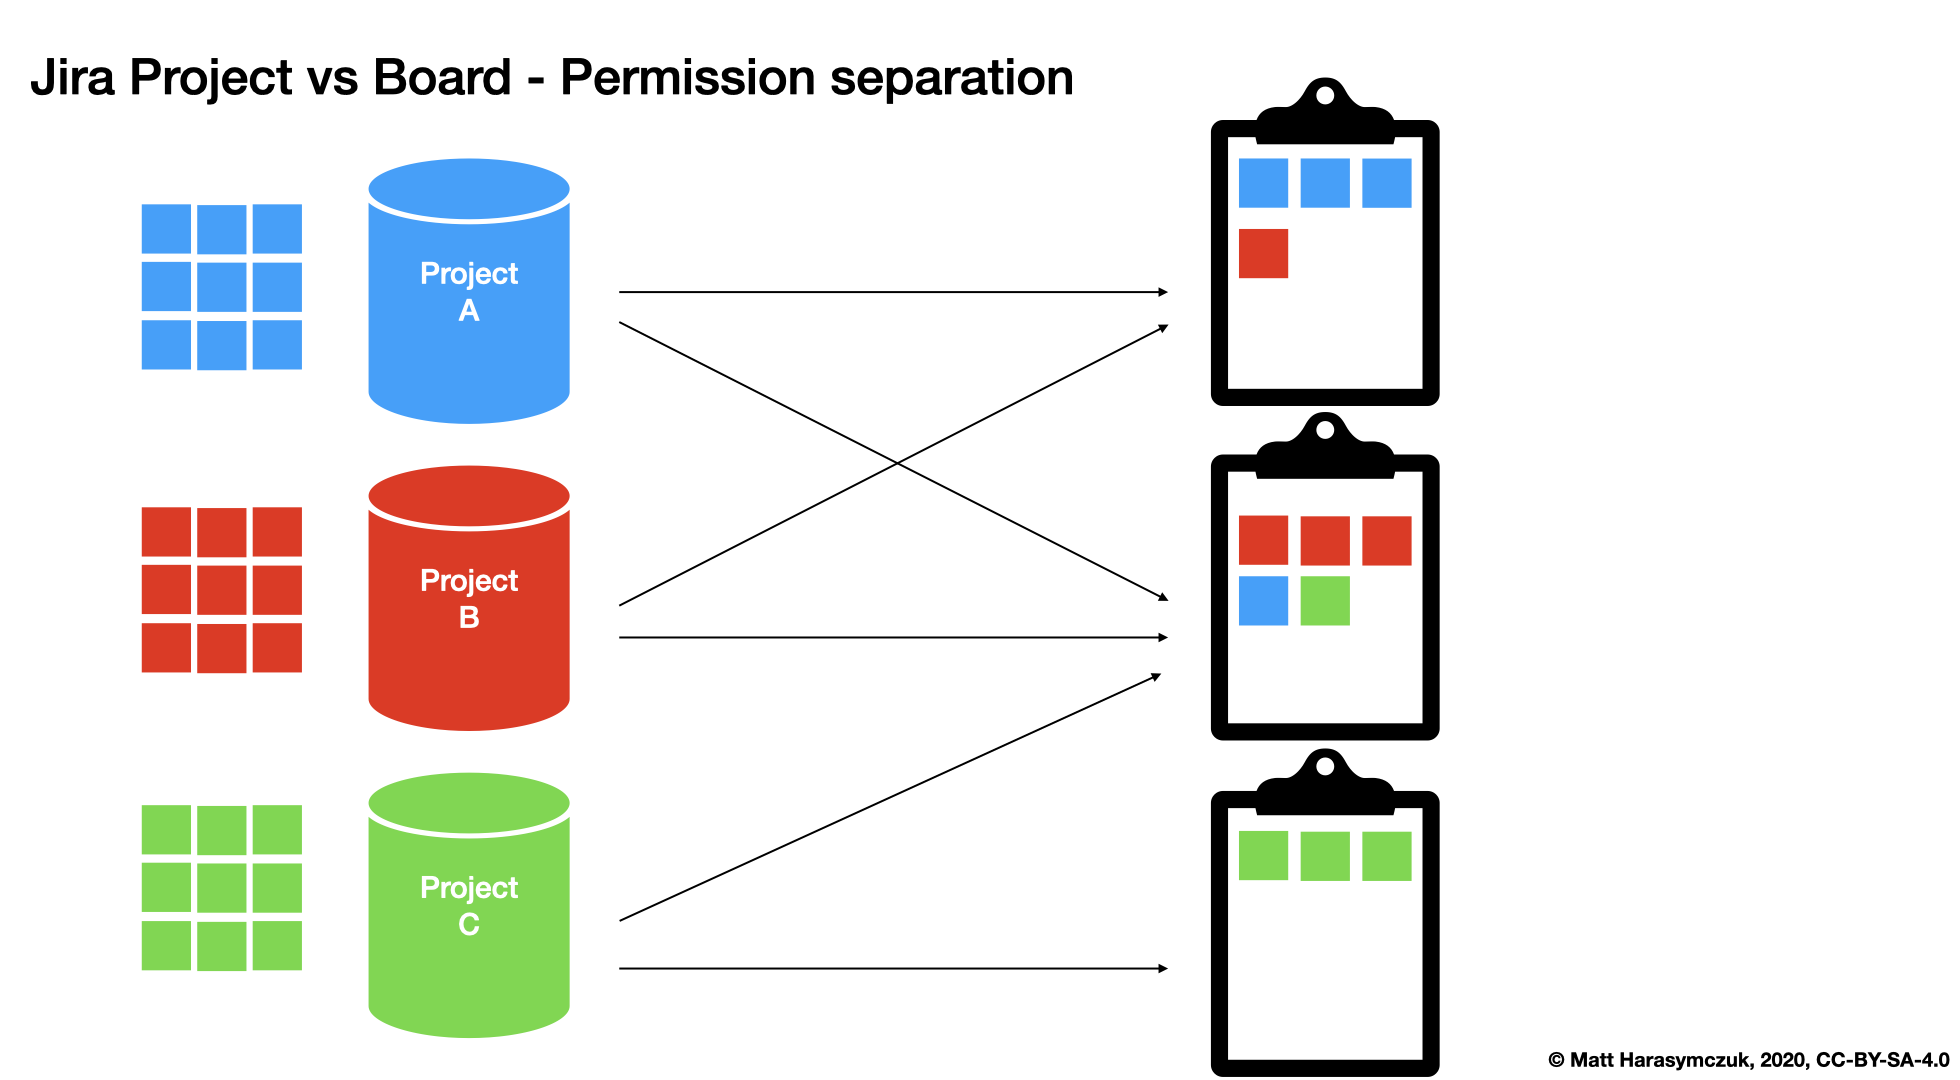 Jira Project vs Board - Permission separation
Project
A
Project
B
Project
C
© Matt Harasymczuk, 2020, CC-BY-SA-4.0